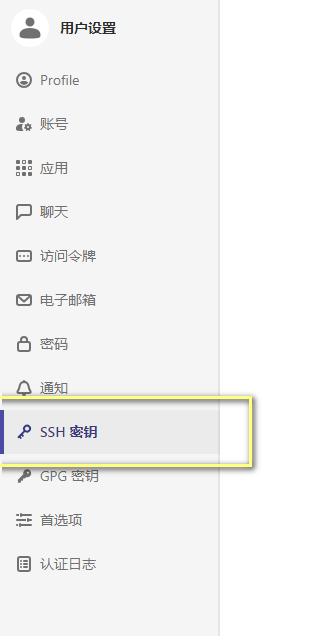 用户设置
Profile
账号
应用
聊天
访问令牌
电子邮箱
密码
通知
SSH 密钥
GPG 密钥
首选项
认证日志